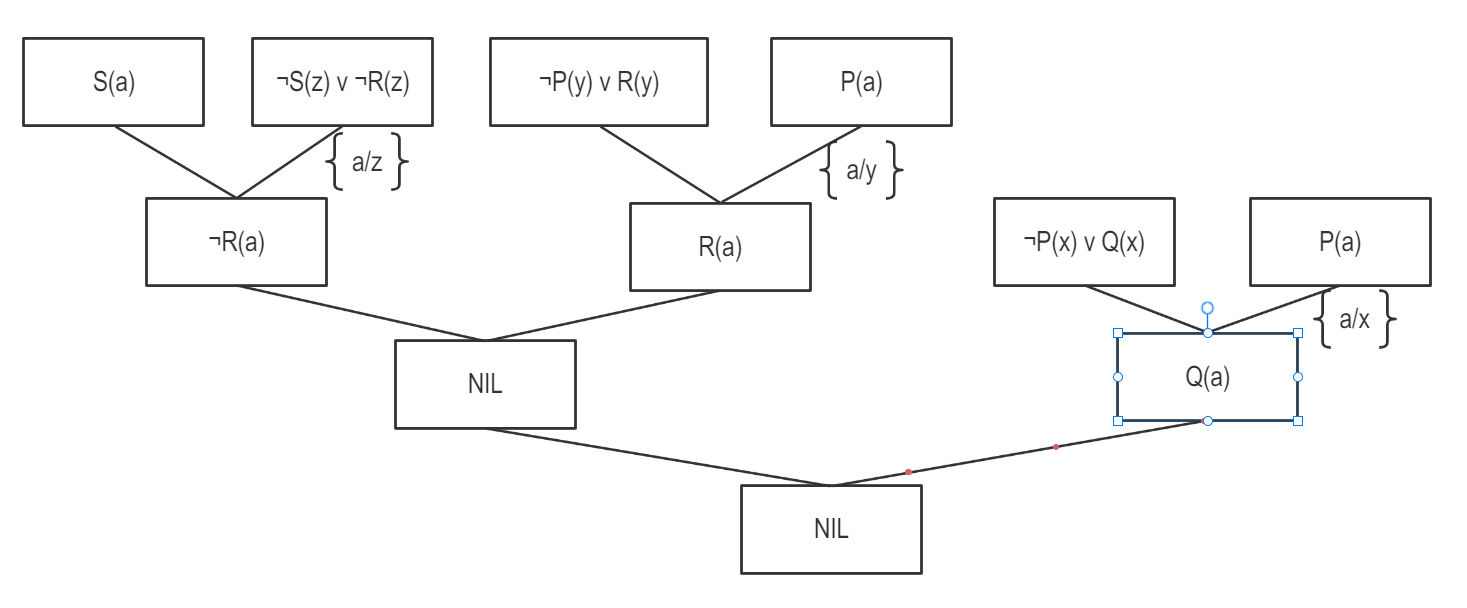 S(a)
¬S(z) v ¬R(z)
¬P(y) v R(y)
P(a)
a/z
a/y
¬R(a)
R(a)
¬P(x) v Q(x)
P(a)
a/x
NIL
Q(a)
NIL